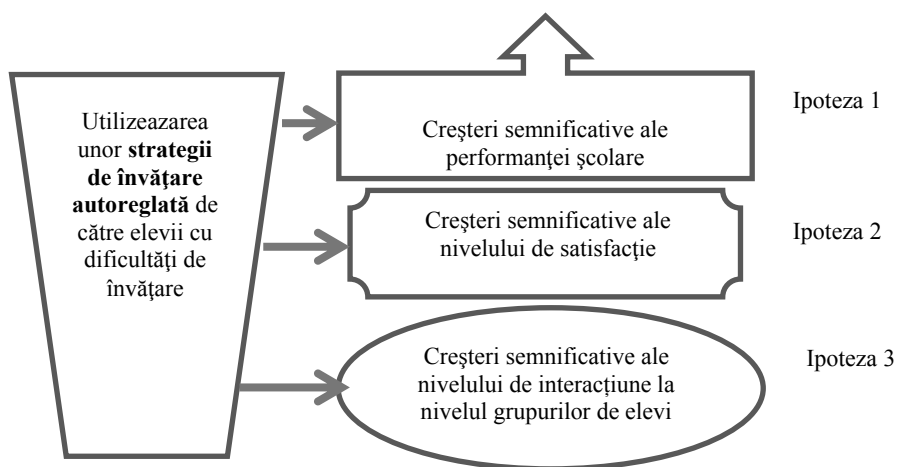 Utilizeazarea
unor strategii
de învăţare
autoreglată de
către elevii cu
dificultăţi de
învăţare
Creşteri semnificative ale
performanţei şcolare
Ipoteza 1
Creşteri semnificative ale
nivelului de satisfacţie
Ipoteza 2
Creşteri semnificative ale
nivelului de interacțiune la
nivelul grupurilor de elevi
Ipoteza 3